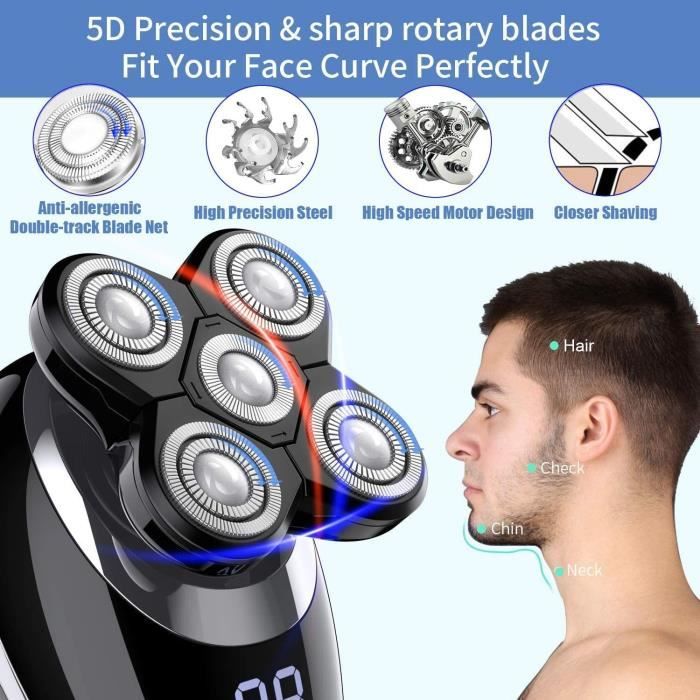 5D Precision & sharp rotary blades
Fit Your Face Curve Perfectly
Anti-allergenic
Double-track Blade Net
High Precision Steel
High Speed Motor Design
Closer Shaving
Hair
Check
Chin
Neck
4D